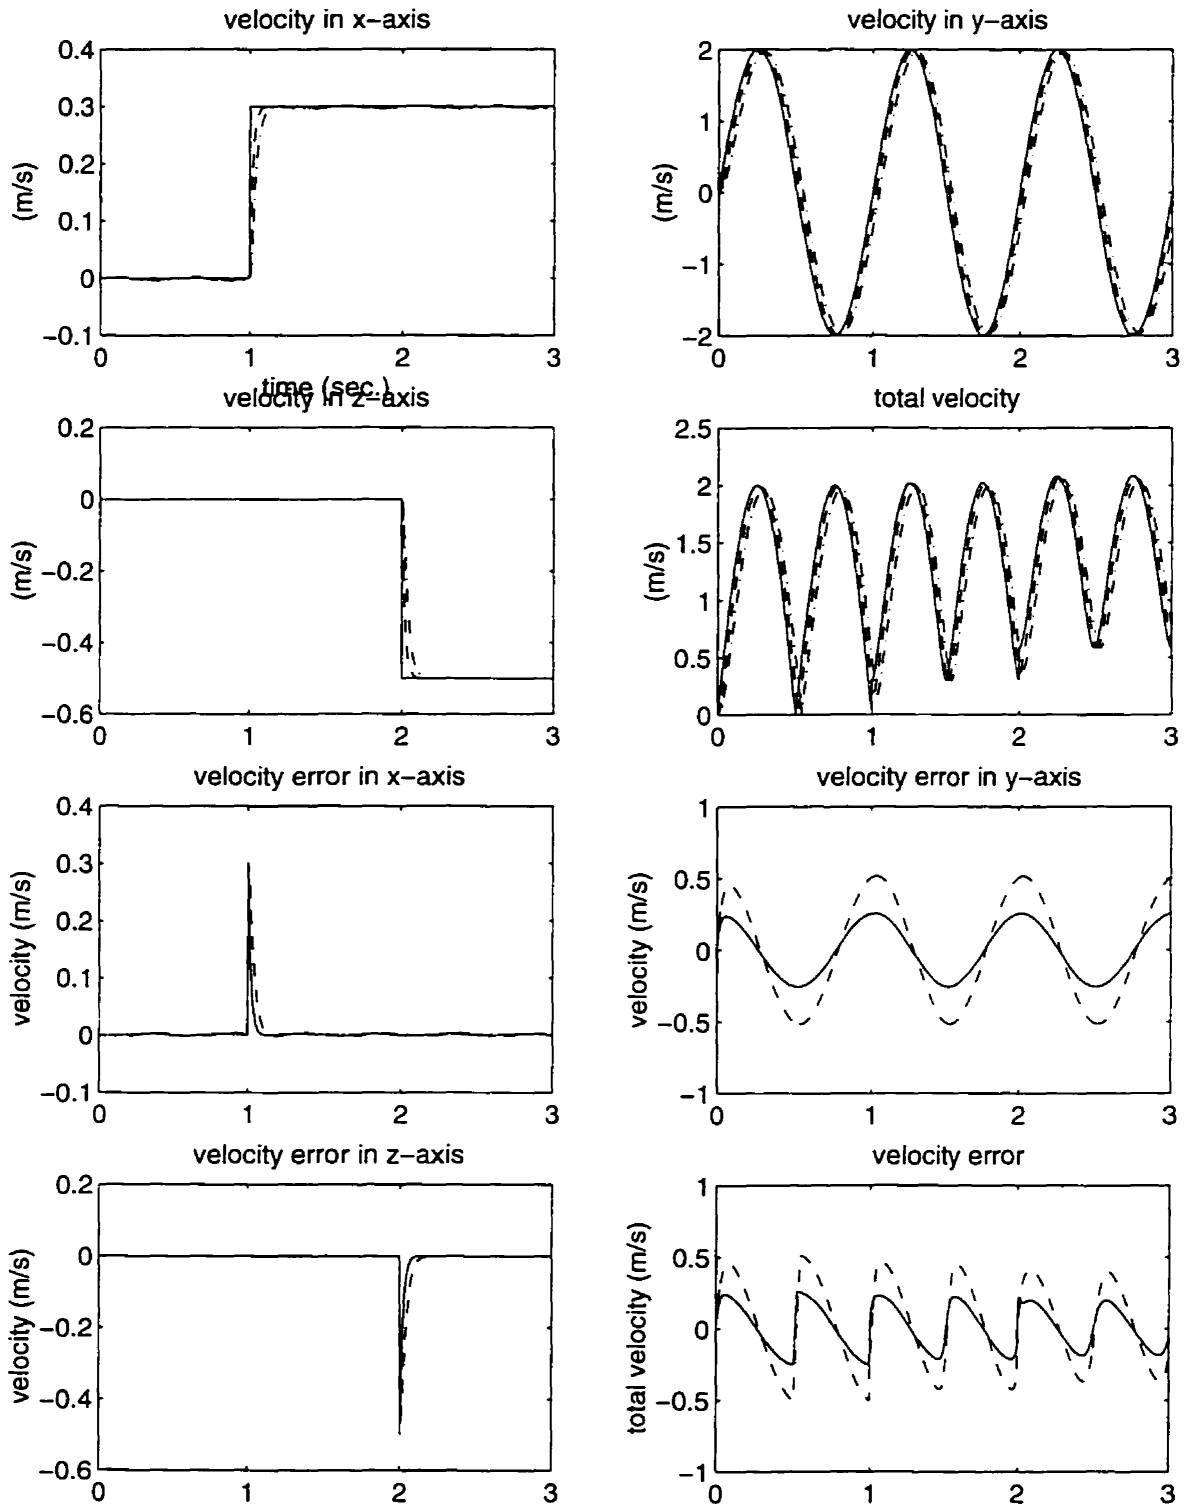 velocity in x-axis
0.4
0.3
0.2
0.1
0
-0.1
(m/s)
0 1 2 3
time (sec.)
velocity in y-axis
2
1
0
-1
-2
(m/s)
0 1 2 3
velocity in z-axis
0.2
0
-0.2
-0.4
-0.6
(m/s)
0 1 2 3
total velocity
2.5
2
1.5
1
0.5
0
(m/s)
0 1 2 3
velocity error in x-axis
0.4
0.3
0.2
0.1
0
-0.1
velocity (m/s)
0 1 2 3
velocity error in y-axis
1
0.5
0
-0.5
-1
velocity (m/s)
0 1 2 3
velocity error in z-axis
0.2
0
-0.2
-0.4
-0.6
velocity (m/s)
0 1 2 3
velocity error
1
0.5
0
-0.5
-1
total velocity (m/s)
0 1 2 3